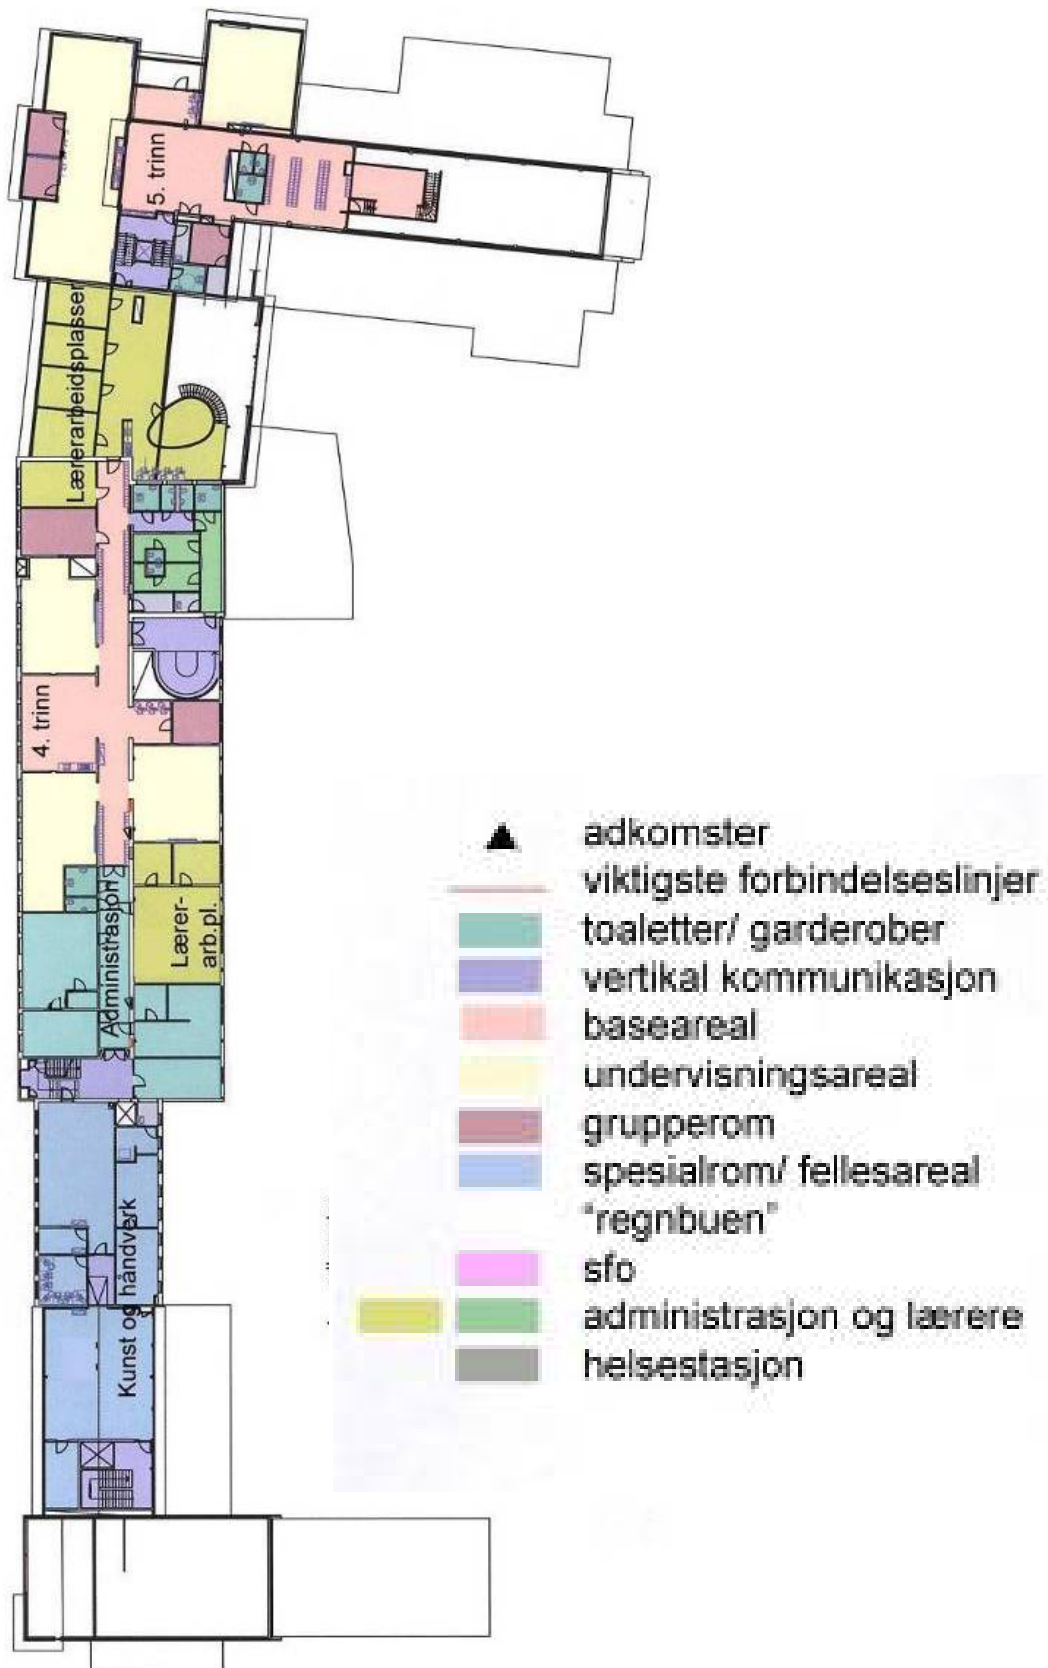 5. trinn
Lærerarbeidsplasser
4. trinn
Administrasjon
Lærer-
arb.pl.
Kunst og håndverk
adkomster
viktigste forbindelseslinjer
toaletter/ garderober
vertikal kommunikasjon
baseareal
undervisningsareal
grupperom
spesialrom/ fellesareal
"regnbuen"
sfo
administrasjon og lærere
helsestasjon